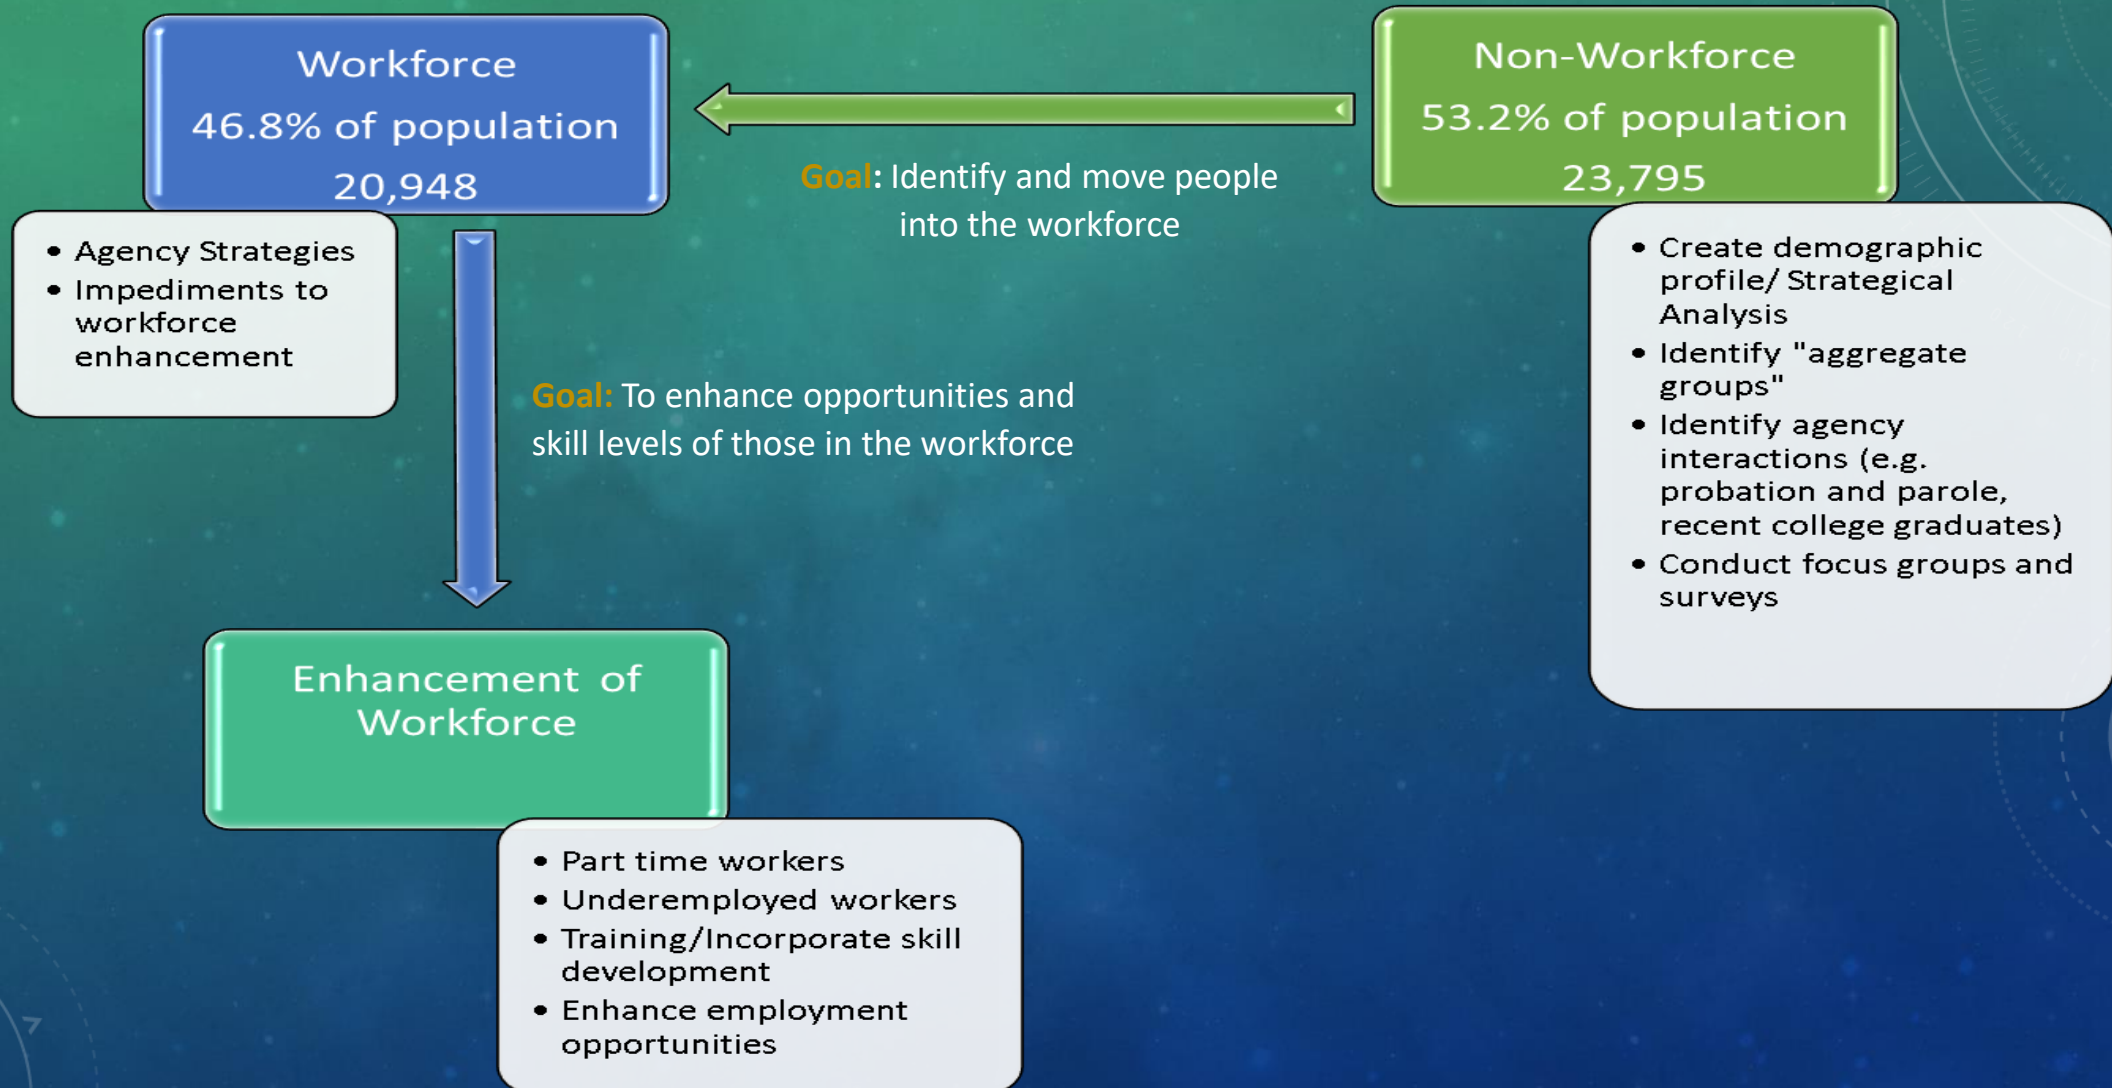 Workforce
46.8% of population
20,948
• Agency Strategies
• Impediments to
workforce
enhancement
Goal: Identify and move people
into the workforce
Non-Workforce
53.2% of population
23,795
• Create demographic
profile/ Strategical
Analysis
• Identify "aggregate
groups"
• Identify agency
interactions (e.g.
probation and parole,
recent college graduates)
• Conduct focus groups and
surveys
Goal: To enhance opportunities and
skill levels of those in the workforce
Enhancement of
Workforce
• Part time workers
• Underemployed workers
• Training/Incorporate skill
development
• Enhance employment
opportunities